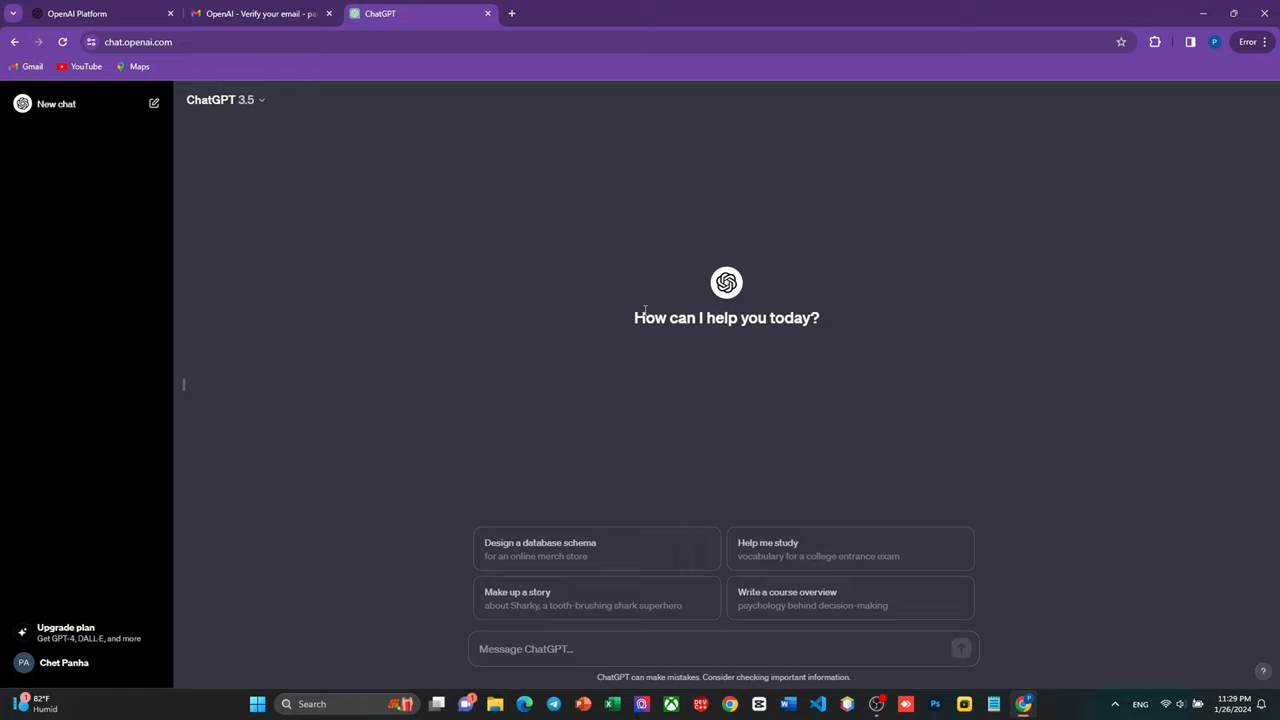 OpenAI Platform
OpenAI - Verify your email - pa
ChatGPT
chat.openai.com
Error
Gmail
YouTube
Maps
New chat
ChatGPT 3.5
How can I help you today?
Design a database schema
for an online merch store
Help me study
vocabulary for a college entrance exam
Make up a story
about Sharky, a tooth-brushing shark superhero
Write a course overview
psychology behind decision-making
Upgrade plan
Get GPT-4, DALL·E, and more
PA
Chet Panha
Message ChatGPT...
ChatGPT can make mistakes. Consider checking important information.
82°F
Humid
Search
ENG
11:29 PM
1/26/2024